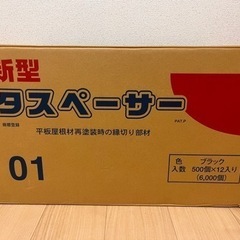 新型
タスペーサー
PAT.P
平板屋根材再塗装時の縁切り部材
01
色 ブラック
入数 500個×12入り
(6,000個)